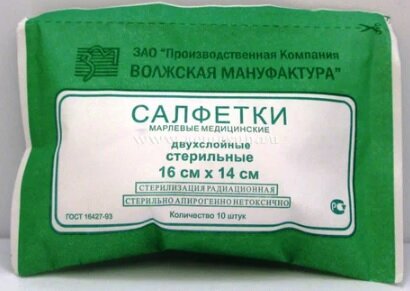 ЗАО "Производственная Компания
ВОЛЖСКАЯ МАНУФАКТУРА"
САЛФЕТКИ
МАРЛЕВЫЕ МЕДИЦИНСКИЕ
двухслойные
стерильные
16 см х 14 см
СТЕРИЛИЗАЦИЯ РАДИАЦИОННАЯ
СТЕРИЛЬНО АПИРОГЕННО НЕТОКСИЧНО
ГОСТ 16427-93 Количество 10 штук